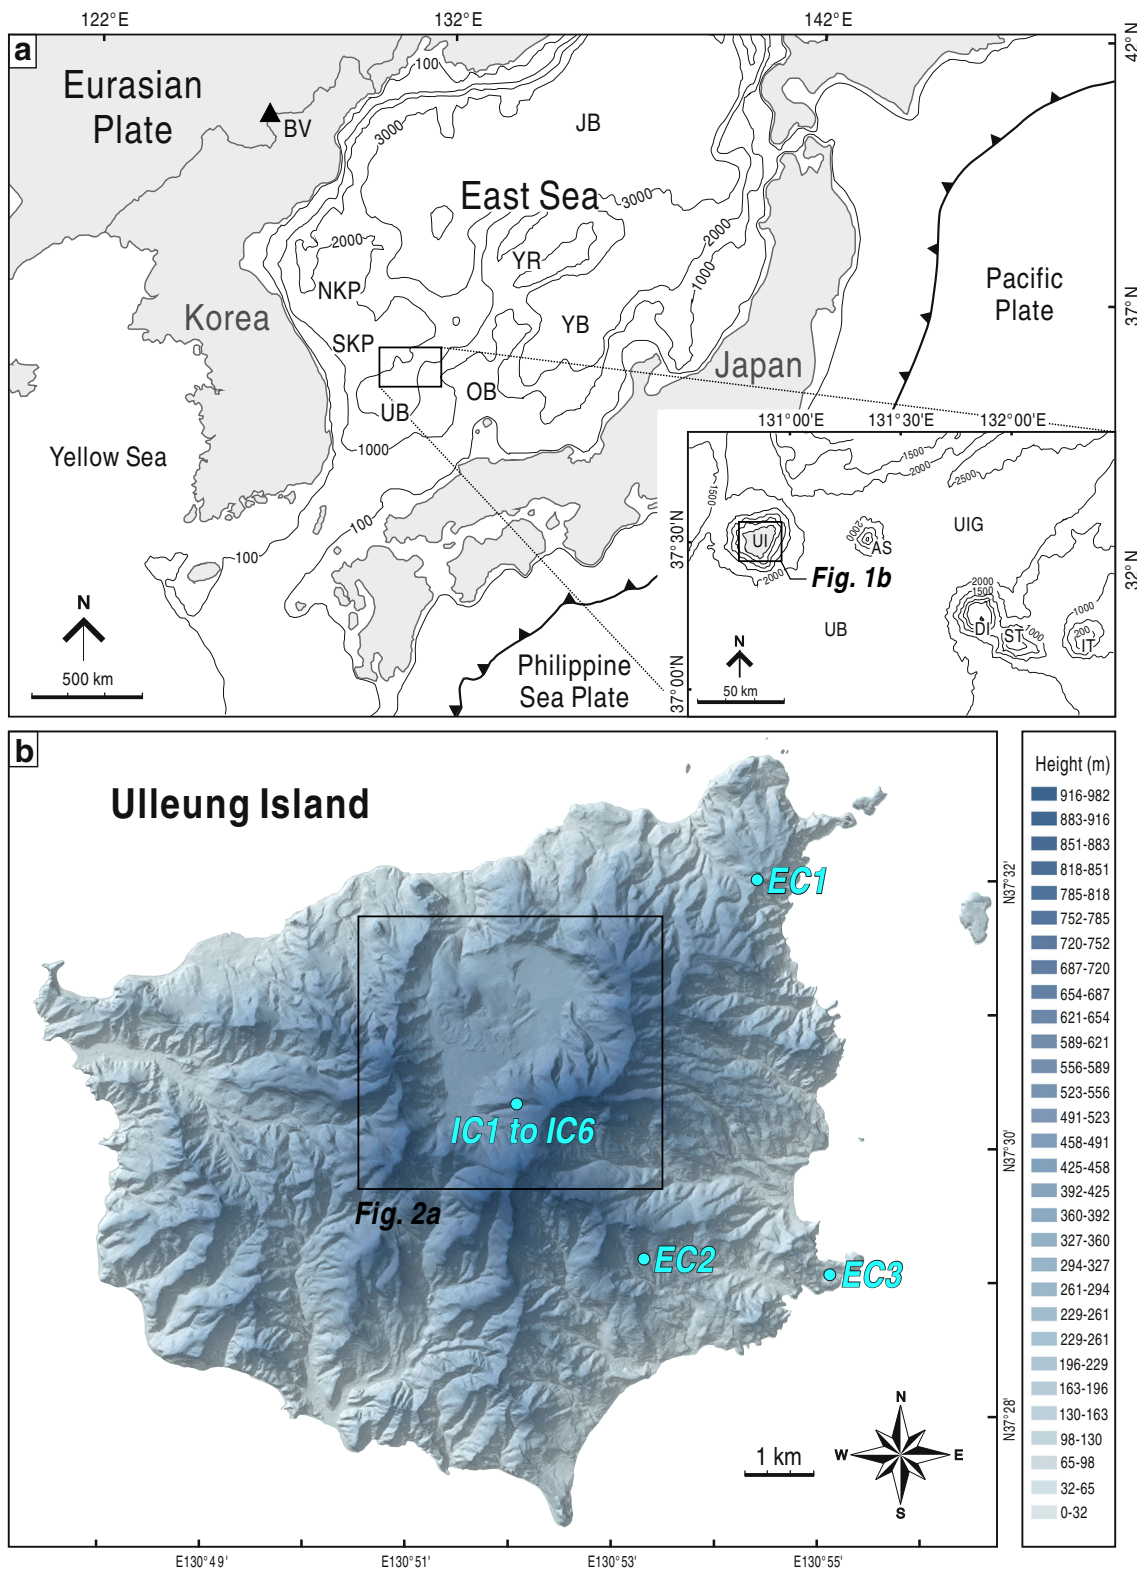 122°E
132°E
142°E
a
42°N
37°N
32°N
Eurasian
Plate
BV
100
3000
JB
East Sea
3000
2000
2000
1000
YR
NKP
Korea
SKP
YB
Pacific
Plate
Japan
OB
UB
1000
Yellow Sea
100
100
N
500 km
Philippine
Sea Plate
131°00'E
131°30'E
132°00'E
37°30'N
37°00'N
1500
1500
2000
2500
UI
2000
2000
AS
UIG
Fig. 1b
UB
2000
1500
DI
ST
1000
1000
200
IT
N
50 km
b
Ulleung Island
EC1
IC1 to IC6
Fig. 2a
EC2
EC3
N
W
E
S
1 km
N37°32'
N37°30'
N37°28'
E130°49'
E130°51'
E130°53'
E130°55'
Height (m)
916-982
883-916
851-883
818-851
785-818
752-785
720-752
687-720
654-687
621-654
589-621
556-589
523-556
491-523
458-491
425-458
392-425
360-392
327-360
294-327
261-294
229-261
229-261
196-229
163-196
130-163
98-130
65-98
32-65
0-32